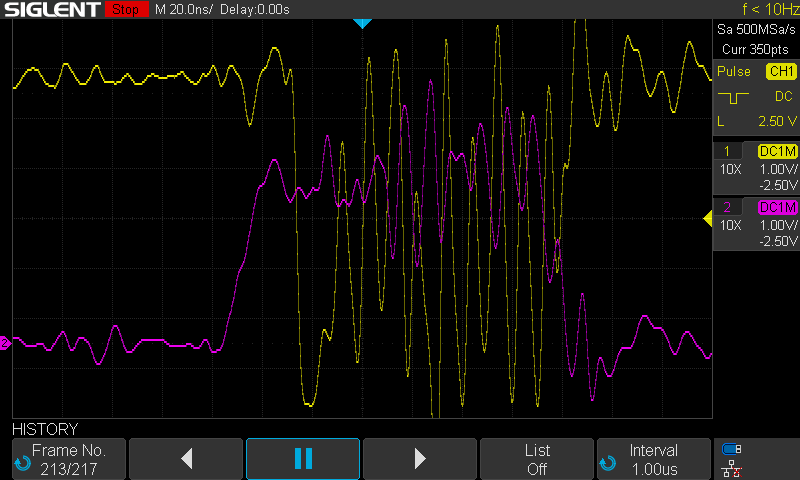 SIGLENT Stop M 20.0ns/ Delay:0.00s f < 10Hz
Sa 500MSa/s
Curr 350pts
Pulse CH1
DC
L 2.50 V
1 DC1M
10X 1.00V/
-2.50V
2 DC1M
10X 1.00V/
-2.50V
2
HISTORY
Frame No.
213/217
List
Off
Interval
1.00us